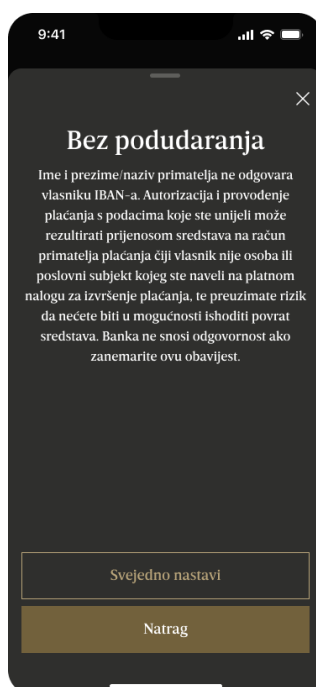 9:41
Bez podudaranja
Ime i prezime/naziv primatelja ne odgovara
vlasniku IBAN-a. Autorizacija i provođenje
plaćanja s podacima koje ste unijeli može
rezultirati prijenosom sredstava na račun
primatelja plaćanja čiji vlasnik nije osoba ili
poslovni subjekt kojeg ste naveli na platnom
nalogu za izvršenje plaćanja, te preuzimate rizik
da nećete biti u mogućnosti ishoditi povrat
sredstava. Banka ne snosi odgovornost ako
zanemarite ovu obavijest.
Svejedno nastavi
Natrag